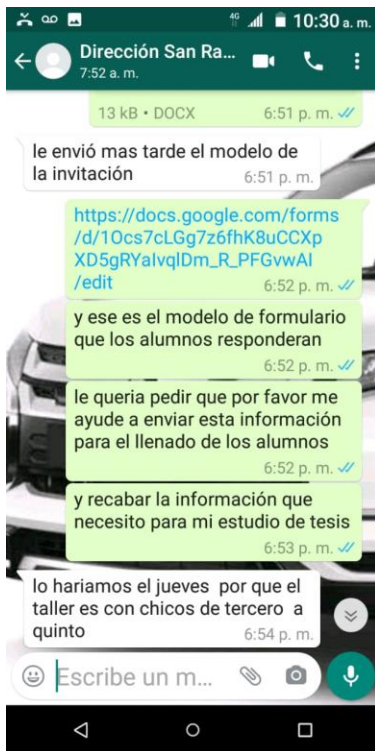 4G 10:30 a. m.
Dirección San Ra...
7:52 a. m.
13 kB • DOCX 6:51 p. m.
le envió mas tarde el modelo de
la invitación 6:51 p. m.
https://docs.google.com/forms
/d/1Ocs7cLGg7z6fhK8uCCXp
XD5gRYaIvqlDm_R_PFGvwAI
/edit 6:52 p. m.
y ese es el modelo de formulario
que los alumnos responderan
6:52 p. m.
le queria pedir que por favor me
ayude a enviar esta información
para el llenado de los alumnos
6:52 p. m.
y recabar la información que
necesito para mi estudio de tesis
6:53 p. m.
lo hariamos el jueves por que el
taller es con chicos de tercero a
quinto 6:54 p. m.
Escribe un m...